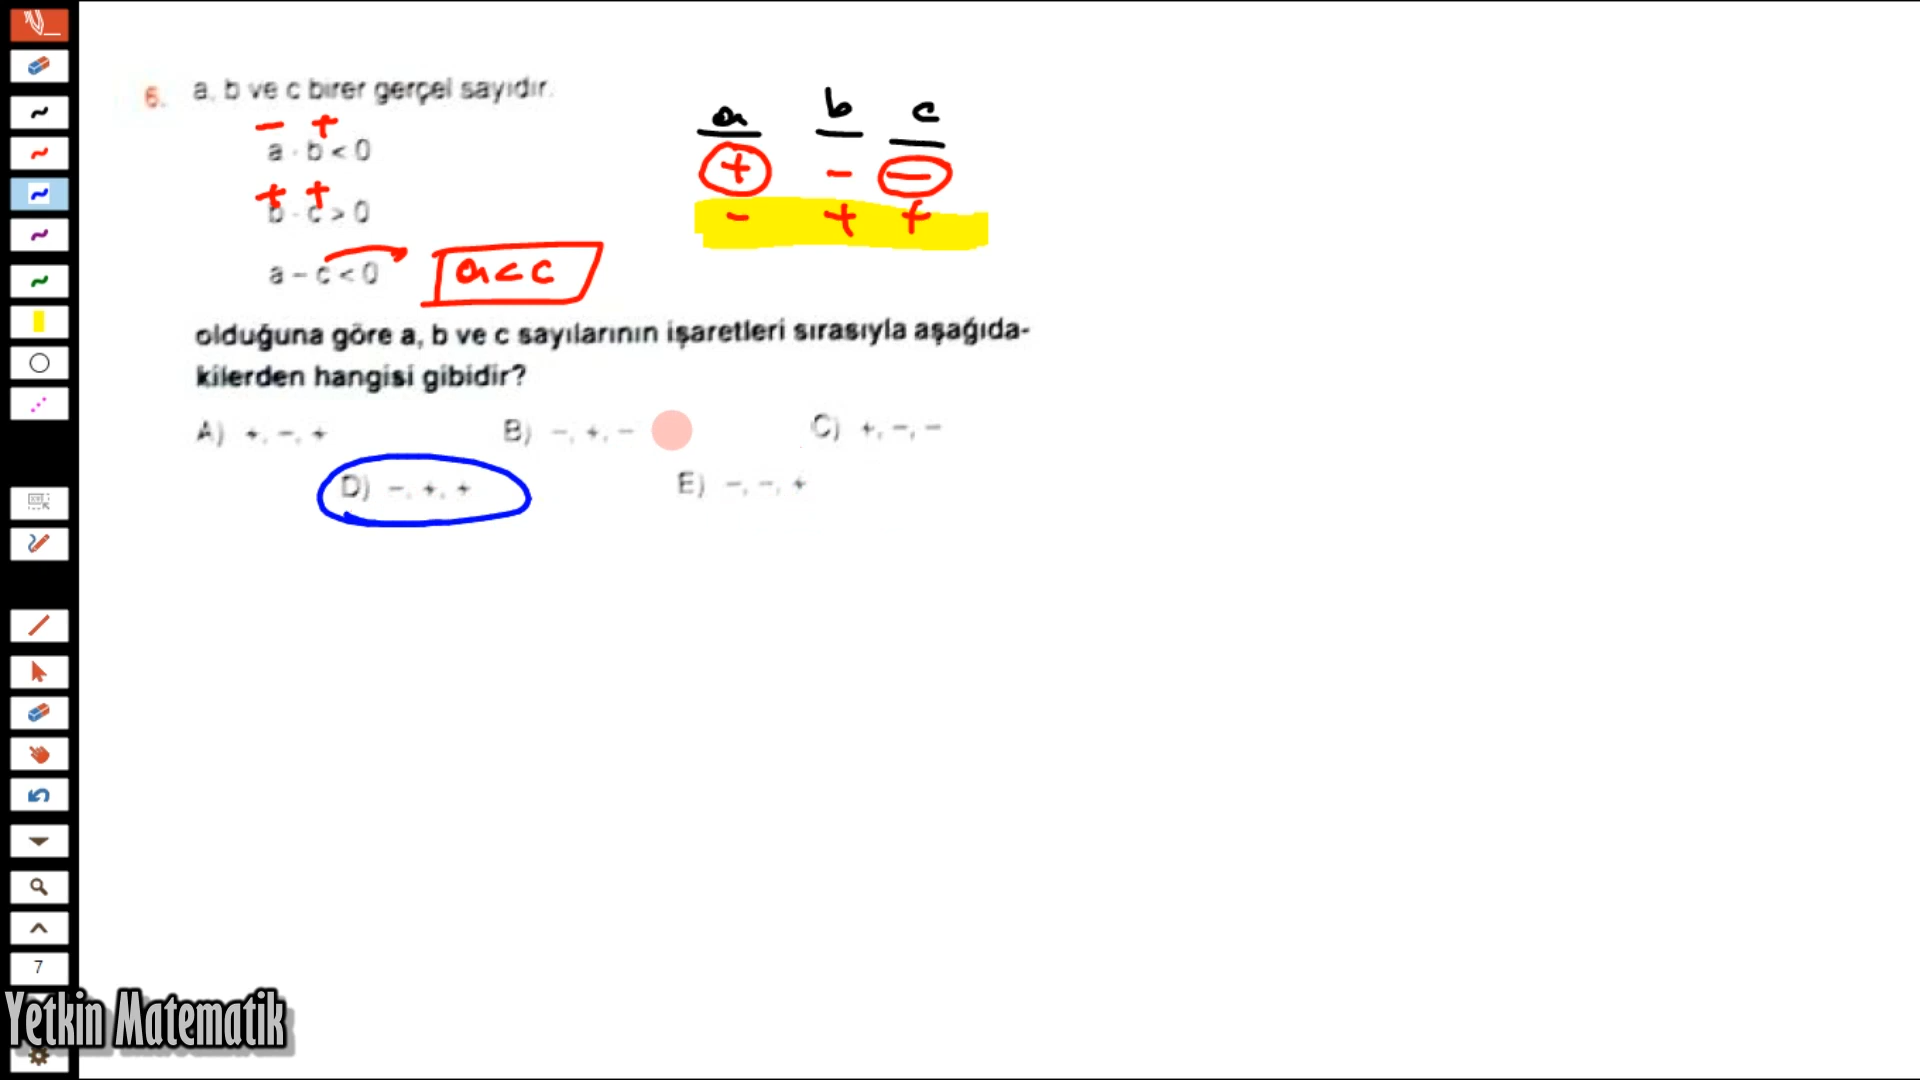 6. a, b ve c birer gerçel sayıdır.
- +
a · b < 0
+ +
b · c > 0
a - c < 0
a < c
a b c
+ - -
- + +
olduğuna göre a, b ve c sayılarının işaretleri sırasıyla aşağıda-
kilerden hangisi gibidir?
A) +, -, + B) -, +, - C) +, -, -
D) -, +, + E) -, -, +
7
Yetkin Matematik